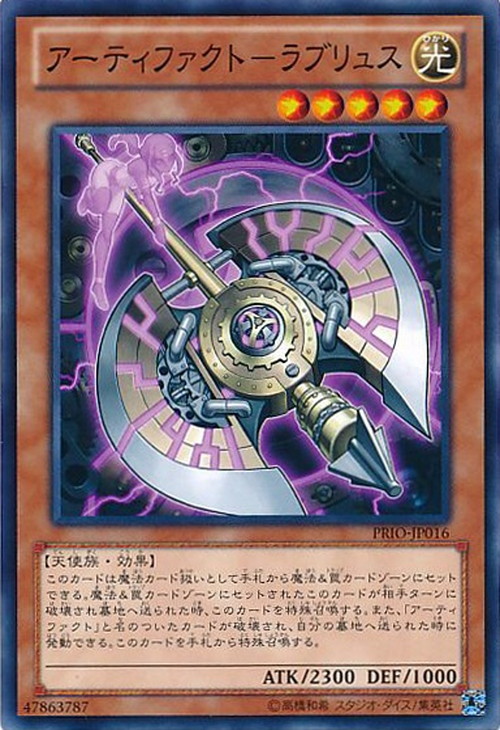 アーティファクト－ラブリュス
光
PRIO-JP016
【天使族・効果】
このカードは魔法カード扱いとして手札から魔法＆罠カードゾーンにセット
できる。魔法＆罠カードゾーンにセットされたこのカードが相手ターンに
破壊され墓地へ送られた時、このカードを特殊召喚する。また、「アーティ
ファクト」と名のついたカードが破壊され、自分の墓地へ送られた時に
発動できる。このカードを手札から特殊召喚する。
ATK/2300 DEF/1000
47863787
©高橋和希 スタジオ・ダイス/集英社